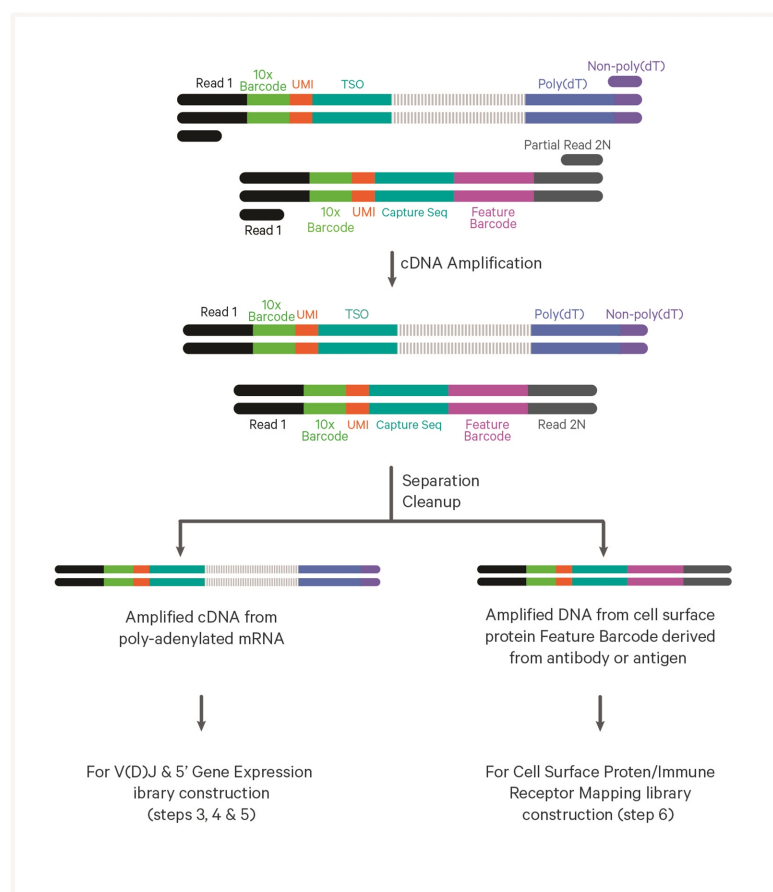 Non-poly(dT)
Read 1
10x
Barcode
UMI
TSO
Poly(dT)
Partial Read 2N
Read 1
10x
Barcode
UMI
Capture Seq
Feature
Barcode
cDNA Amplification
Read 1
10x
Barcode
UMI
TSO
Poly(dT)
Non-poly(dT)
Read 1
10x
Barcode
UMI
Capture Seq
Feature
Barcode
Read 2N
Separation
Cleanup
Amplified cDNA from
poly-adenylated mRNA
Amplified DNA from cell surface
protein Feature Barcode derived
from antibody or antigen
For V(D)J & 5’ Gene Expression
ibrary construction
(steps 3, 4 & 5)
For Cell Surface Proten/Immune
Receptor Mapping library
construction (step 6)